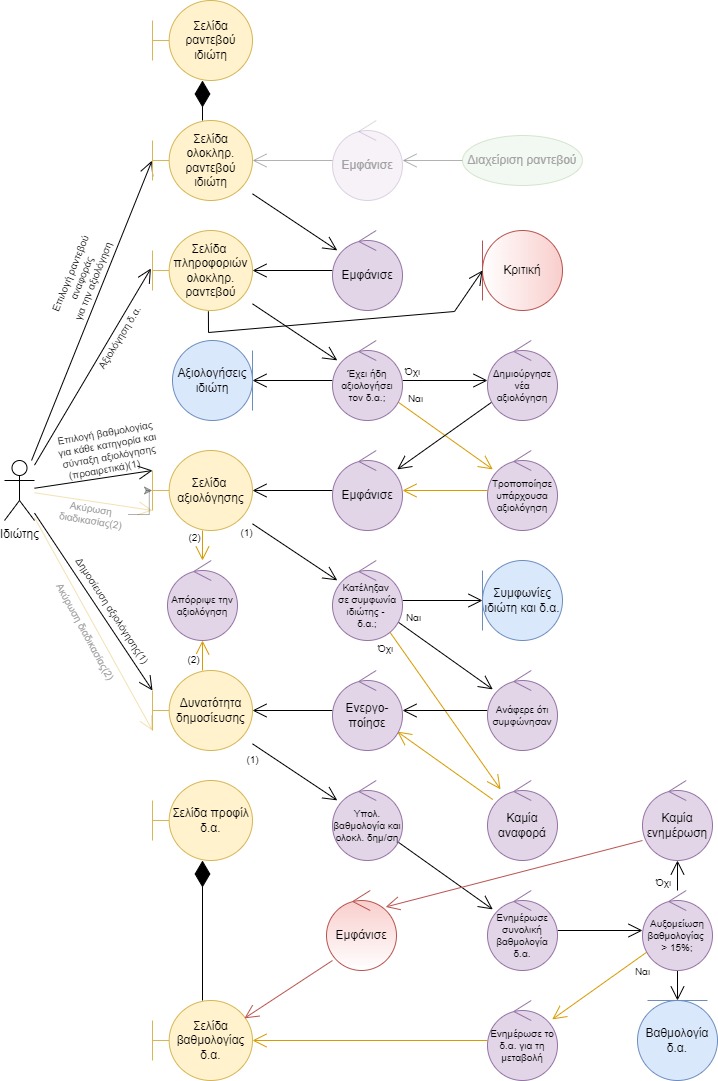 Σελίδα
ραντεβού
ιδιώτη
Σελίδα
ολοκληρ.
ραντεβού
ιδιώτη
Εμφάνισε
Διαχείριση ραντεβού
Επιλογή ραντεβού
αναφοράς
για την αξιολόγηση
Σελίδα
πληροφοριών
ολοκληρ.
ραντεβού
Εμφάνισε
Κριτική
Αξιολόγηση δ.α.
Αξιολογήσεις
ιδιώτη
Έχει ήδη
αξιολογήσει
τον δ.α.;
Όχι
Ναι
Δημιούργησε
νέα
αξιολόγηση
Επιλογή βαθμολογίας
για κάθε κατηγορία και
σύνταξη αξιολόγησης
(προαιρετικά)(1)
Σελίδα
αξιολόγησης
Εμφάνισε
Τροποποίησε
υπάρχουσα
αξιολόγηση
Ιδιώτης
Ακύρωση
διαδικασίας(2)
(2)
(1)
Δημοσίευση αξιολόγησης(1)
Ακύρωση διαδικασίας(2)
Απόρριψε την
αξιολόγηση
Κατέληξαν
σε συμφωνία
ιδιώτης -
δ.α.;
Ναι
Όχι
Συμφωνίες
ιδιώτη και δ.α.
(2)
Δυνατότητα
δημοσίευσης
Ενεργο-
ποίησε
Ανάφερε ότι
συμφώνησαν
(1)
Σελίδα προφίλ
δ.α.
Υπολ.
βαθμολογία και
ολοκλ. δημ/ση
Καμία
αναφορά
Καμία
ενημέρωση
Όχι
Εμφάνισε
Ενημέρωσε
συνολική
βαθμολογία
δ.α.
Αυξομείωση
βαθμολογίας
> 15%;
Ναι
Σελίδα
βαθμολογίας
δ.α.
Ενημέρωσε το
δ.α. για τη
μεταβολή
Βαθμολογία
δ.α.